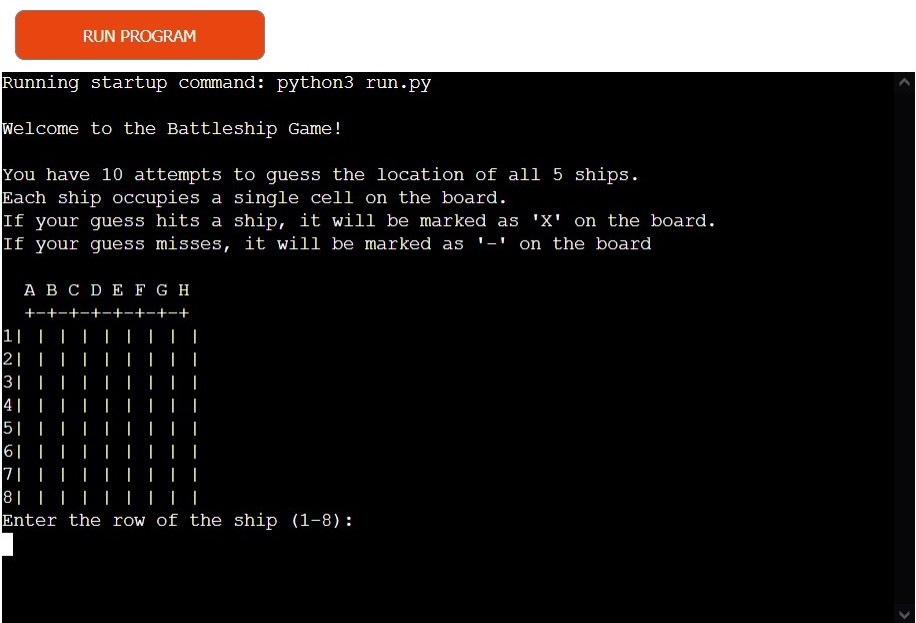 RUN PROGRAM
Running startup command: python3 run.py
Welcome to the Battleship Game!
You have 10 attempts to guess the location of all 5 ships.
Each ship occupies a single cell on the board.
If your guess hits a ship, it will be marked as 'X' on the board.
If your guess misses, it will be marked as '-' on the board
  A B C D E F G H
  +-+-+-+-+-+-+-+
1| | | | | | | | |
2| | | | | | | | |
3| | | | | | | | |
4| | | | | | | | |
5| | | | | | | | |
6| | | | | | | | |
7| | | | | | | | |
8| | | | | | | | |
Enter the row of the ship (1-8):